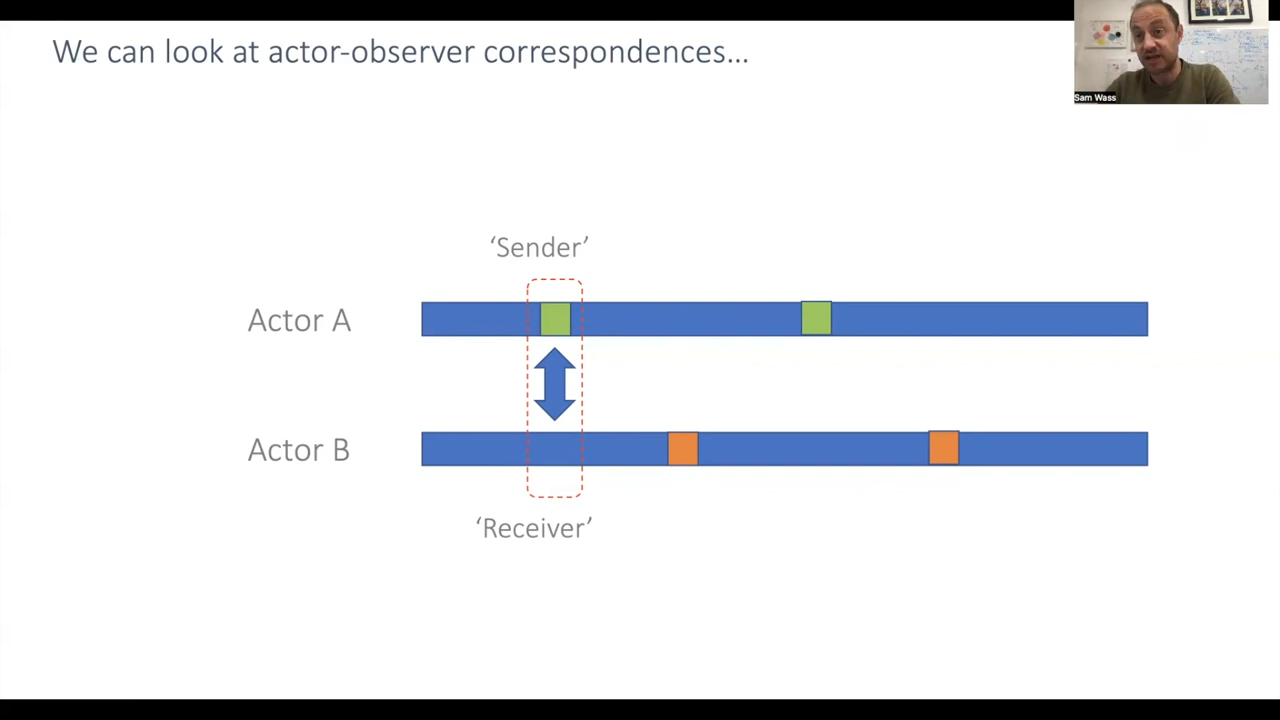 We can look at actor-observer correspondences...
Sam Wass
‘Sender’
Actor A
Actor B
‘Receiver’